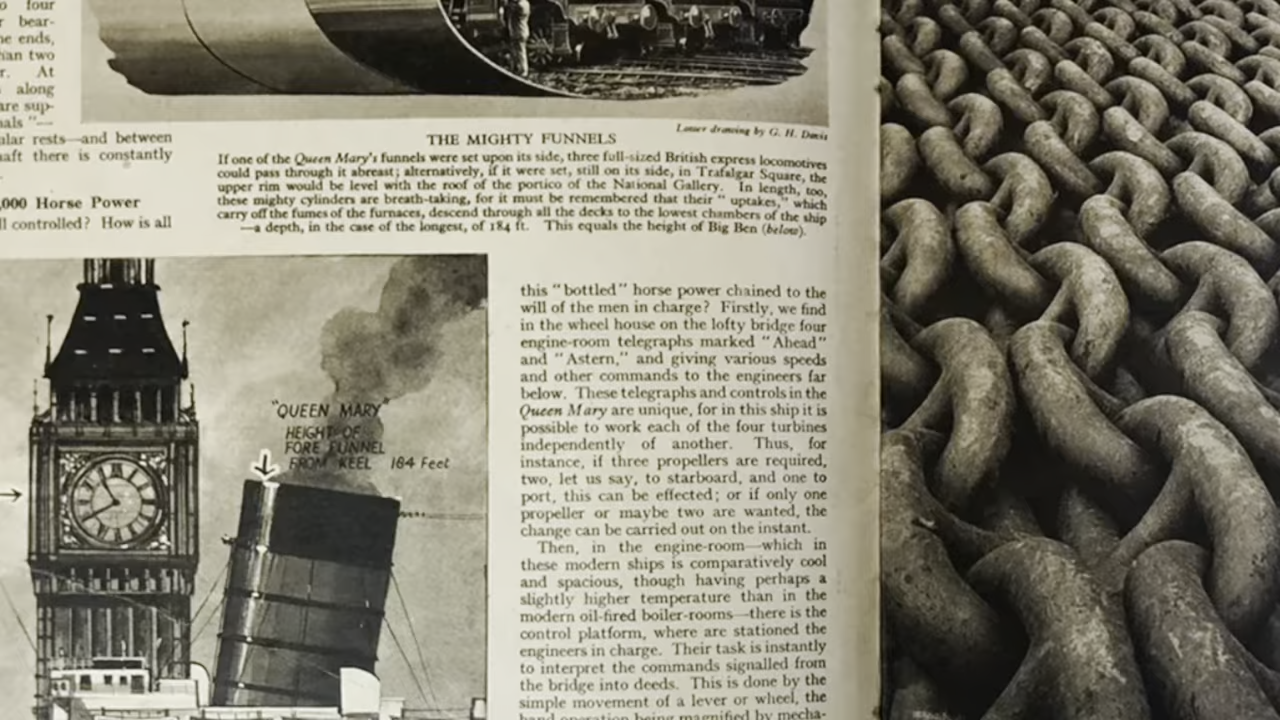 o four
r bear-
ne ends,
han two
r. At
along
are sup-
als "—
ular rests—and between
haft there is constantly
,000 Horse Power
ll controlled? How is all
Lesser drawing by G. H. Davis
THE MIGHTY FUNNELS
If one of the Queen Mary's funnels were set upon its side, three full-sized British express locomotives
could pass through it abreast; alternatively, if it were set, still on its side, in Trafalgar Square, the
upper rim would be level with the roof of the portico of the National Gallery. In length, too,
these mighty cylinders are breath-taking, for it must be remembered that their "uptakes," which
carry off the fumes of the furnaces, descend through all the decks to the lowest chambers of the ship
—a depth, in the case of the longest, of 184 ft. This equals the height of Big Ben (below).
"QUEEN MARY"
HEIGHT OF
FORE FUNNEL
FROM KEEL 184 Feet
this "bottled" horse power chained to the
will of the men in charge? Firstly, we find
in the wheel house on the lofty bridge four
engine-room telegraphs marked "Ahead"
and "Astern," and giving various speeds
and other commands to the engineers far
below. These telegraphs and controls in the
Queen Mary are unique, for in this ship it is
possible to work each of the four turbines
independently of another. Thus, for
instance, if three propellers are required,
two, let us say, to starboard, and one to
port, this can be effected; or if only one
propeller or maybe two are wanted, the
change can be carried out on the instant.
Then, in the engine-room—which in
these modern ships is comparatively cool
and spacious, though having perhaps a
slightly higher temperature than in the
modern oil-fired boiler-rooms—there is the
control platform, where are stationed the
engineers in charge. Their task is instantly
to interpret the commands signalled from
the bridge into deeds. This is done by the
simple movement of a lever or wheel, the
hand operation being magnified by mecha-